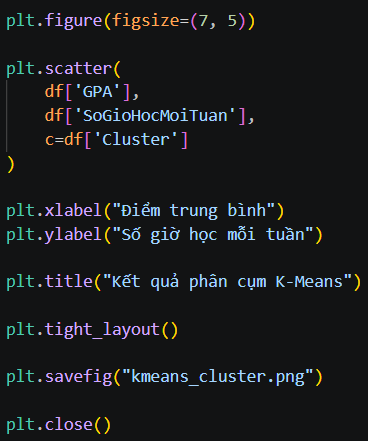 plt.figure(figsize=(7, 5))
plt.scatter(
    df['GPA'],
    df['SoGioHocMoiTuan'],
    c=df['Cluster']
)
plt.xlabel("Điểm trung bình")
plt.ylabel("Số giờ học mỗi tuần")
plt.title("Kết quả phân cụm K-Means")
plt.tight_layout()
plt.savefig("kmeans_cluster.png")
plt.close()